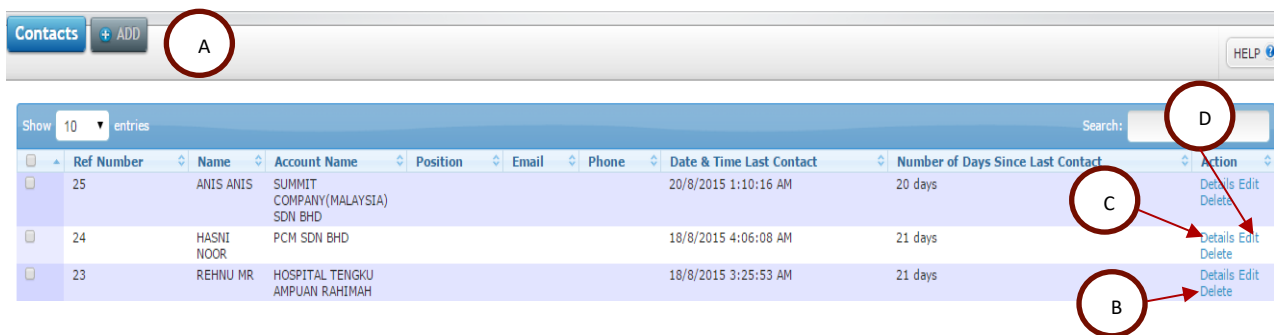 Contacts ADD A
HELP
Show 10 entries Search: D
Ref Number Name Account Name Position Email Phone Date & Time Last Contact Number of Days Since Last Contact Action
25 ANIS ANIS SUMMIT 20/8/2015 1:10:16 AM 20 days Details Edit
COMPANY(MALAYSIA) Delete
SDN BHD
C
24 HASNI PCM SDN BHD 18/8/2015 4:06:08 AM 21 days Details Edit
NOOR Delete
23 REHNU MR HOSPITAL TENGKU 18/8/2015 3:25:53 AM 21 days Details Edit
AMPUAN RAHIMAH Delete
B